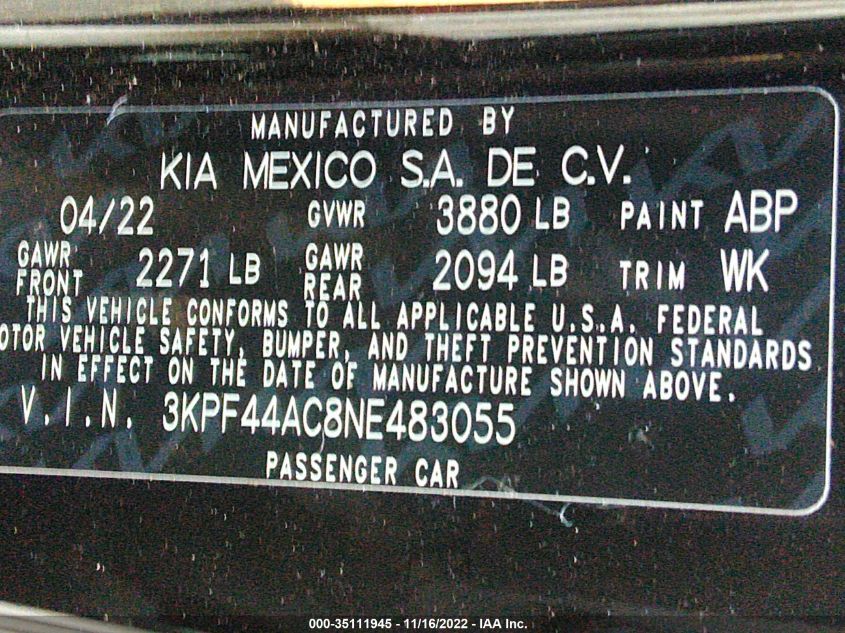 MANUFACTURED BY
KIA MEXICO S.A. DE C.V.
04/22 GVWR 3880 LB PAINT ABP
GAWR FRONT 2271 LB GAWR REAR 2094 LB TRIM WK
THIS VEHICLE CONFORMS TO ALL APPLICABLE U.S.A. FEDERAL
OTOR VEHICLE SAFETY, BUMPER, AND THEFT PREVENTION STANDARDS
IN EFFECT ON THE DATE OF MANUFACTURE SHOWN ABOVE.
V.I.N. 3KPF44AC8NE483055
PASSENGER CAR
000-35111945 - 11/16/2022 - IAA Inc.